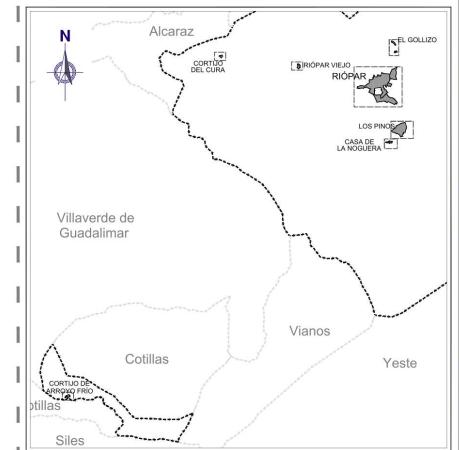 N
Alcaraz
EL GOLLIZO
CORTIJO
DEL CURA
RIÓPAR VIEJO
RIÓPAR
LOS PINOS
CASA DE
LA NOGUERA
Villaverde de
Guadalimar
Vianos
Cotillas
Yeste
CORTIJO DE
ARROYO FRÍO
otillas
Siles